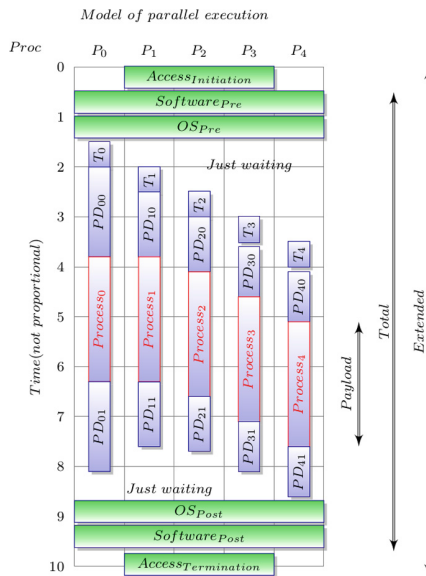 Model of parallel execution
Proc P0 P1 P2 P3 P4
0
Access_Initiation
Software_Pre
1
OS_Pre
T0
Just waiting
2
T1
PD00
PD10
T2
3
T3
PD20
T4
4
PD30
PD40
5
Process0
Process1
Process2
Process3
Process4
6
7
PD01
PD11
PD21
PD31
PD41
8
Just waiting
OS_Post
9
Software_Post
10
Access_Termination
Time(not proportional)
Payload
Total
Extended